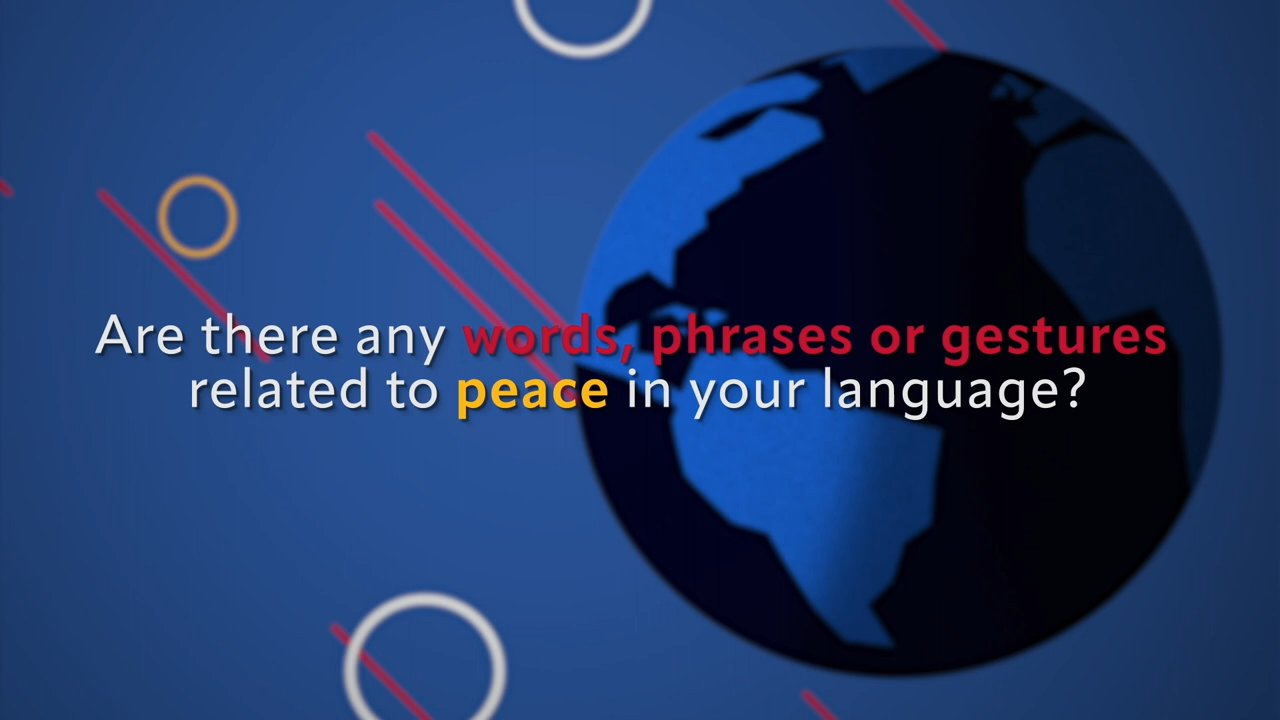 Are there any words, phrases or gestures
related to peace in your language?